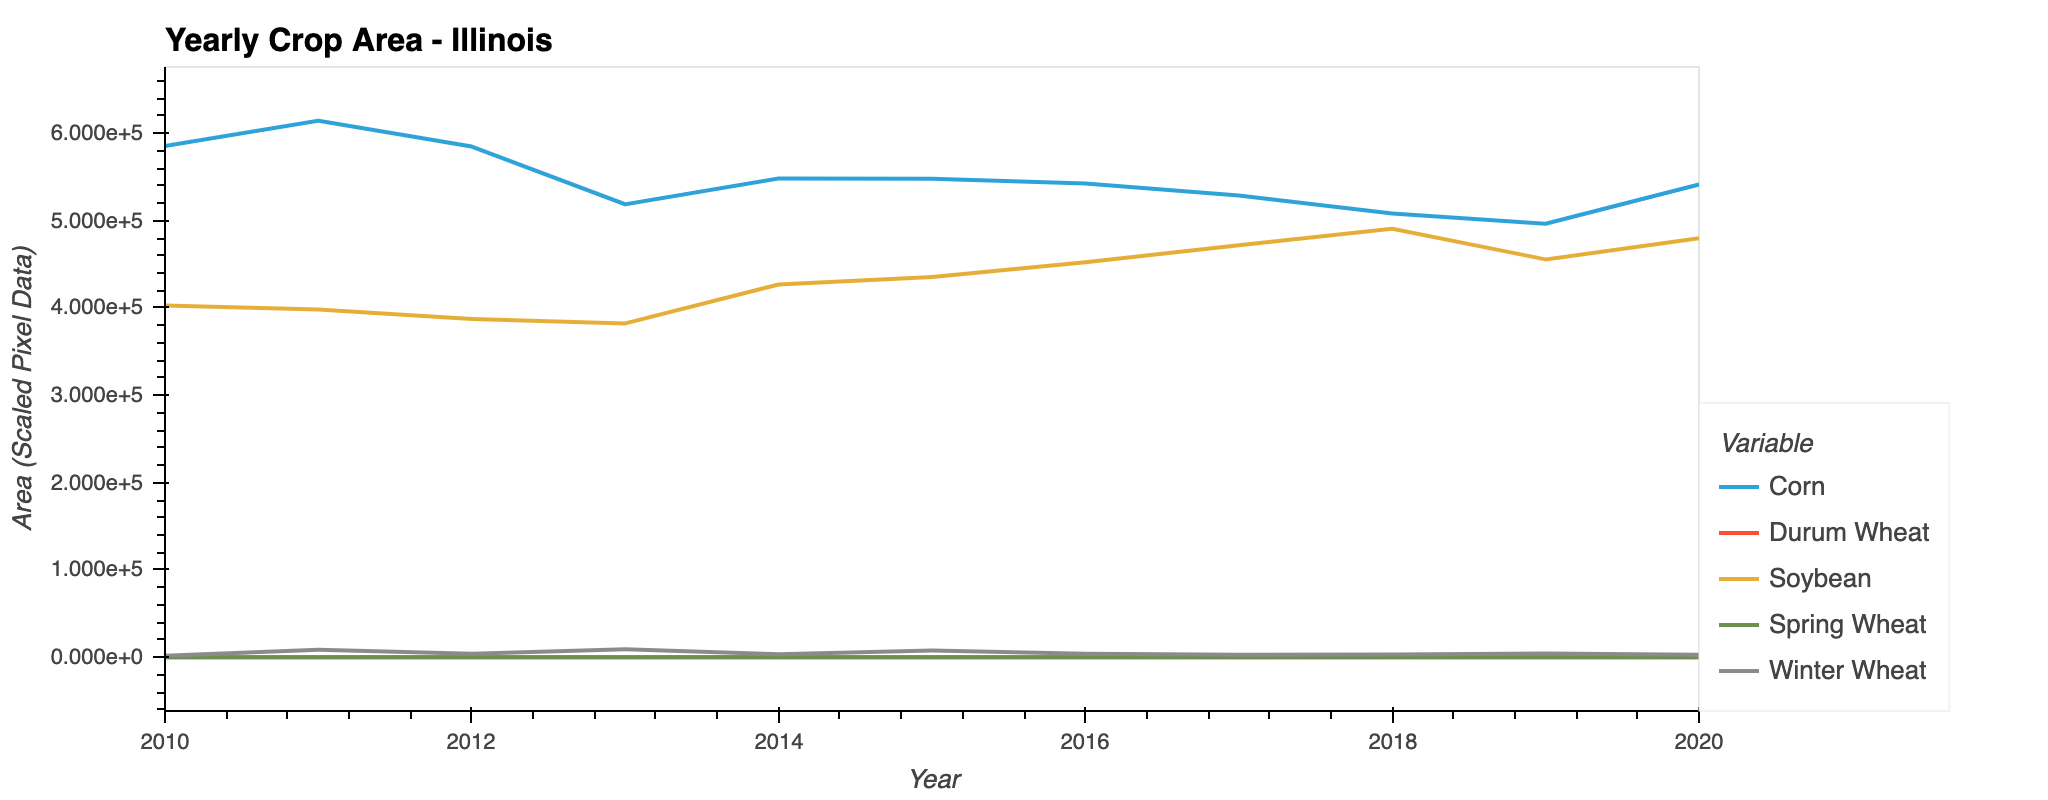 Yearly Crop Area - Illinois
Area (Scaled Pixel Data)
6.000e+5
5.000e+5
4.000e+5
3.000e+5
2.000e+5
1.000e+5
0.000e+0
2010
2012
2014
2016
2018
2020
Year
Variable
Corn
Durum Wheat
Soybean
Spring Wheat
Winter Wheat